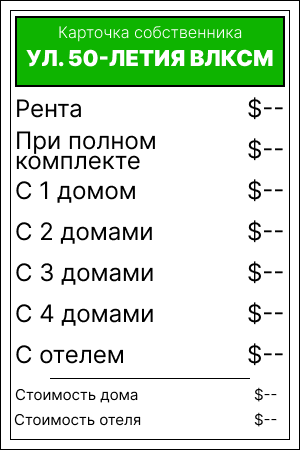 Карточка собственника
УЛ. 50-ЛЕТИЯ ВЛКСМ
Рента $--
При полном
комплекте $--
С 1 домом $--
С 2 домами $--
С 3 домами $--
С 4 домами $--
С отелем $--
Стоимость дома $--
Стоимость отеля $--